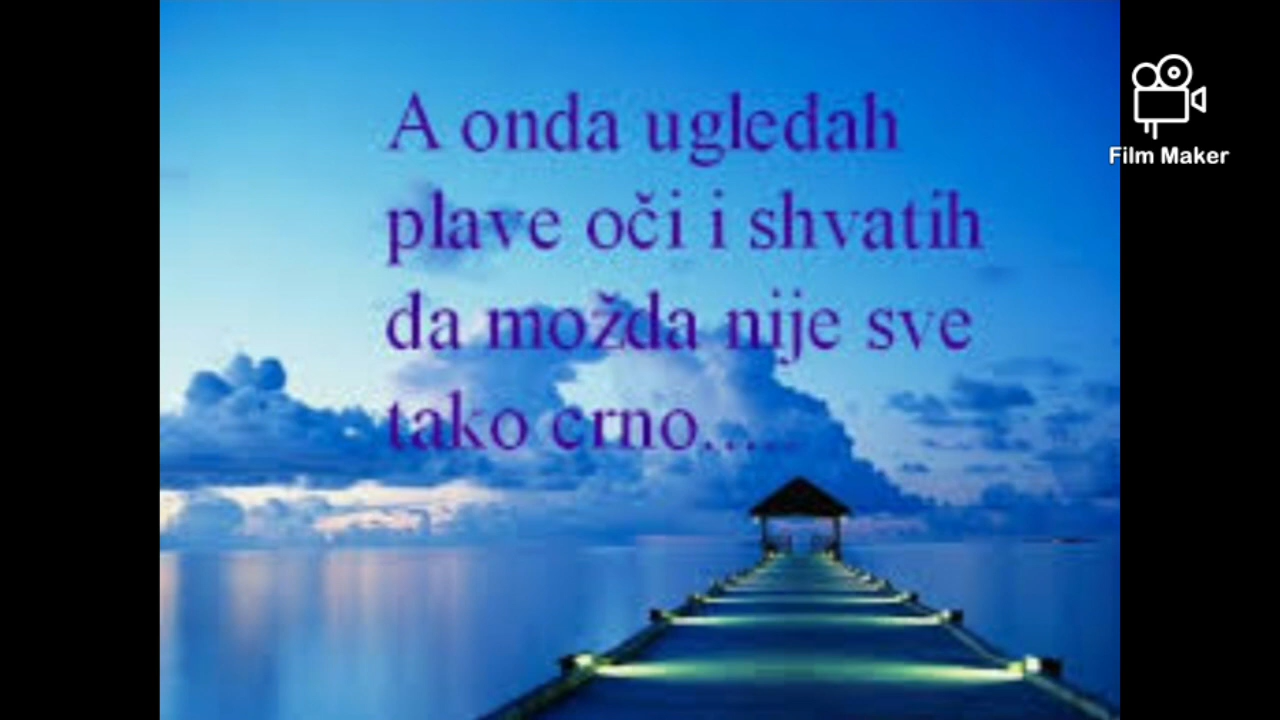 A onda ugledah
plave oči i shvatih
da možda nije sve
tako crno.....
Film Maker